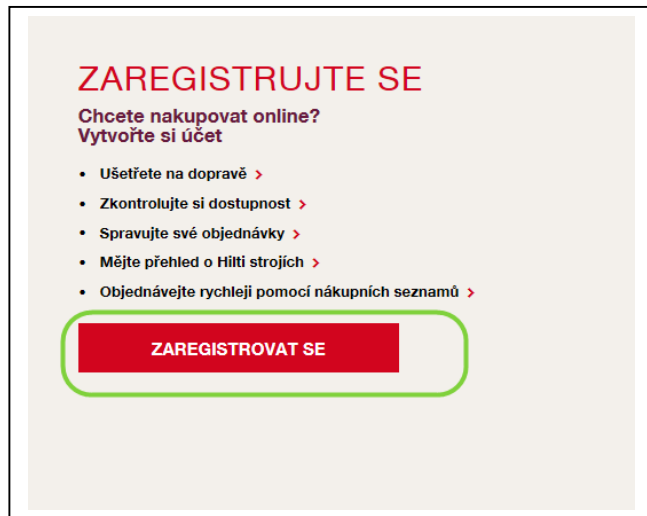 ZAREGISTRUJTE SE
Chcete nakupovat online?
Vytvořte si účet
• Ušetřete na dopravě >
• Zkontrolujte si dostupnost >
• Spravujte své objednávky >
• Mějte přehled o Hilti strojích >
• Objednávejte rychleji pomocí nákupních seznamů >
ZAREGISTROVAT SE